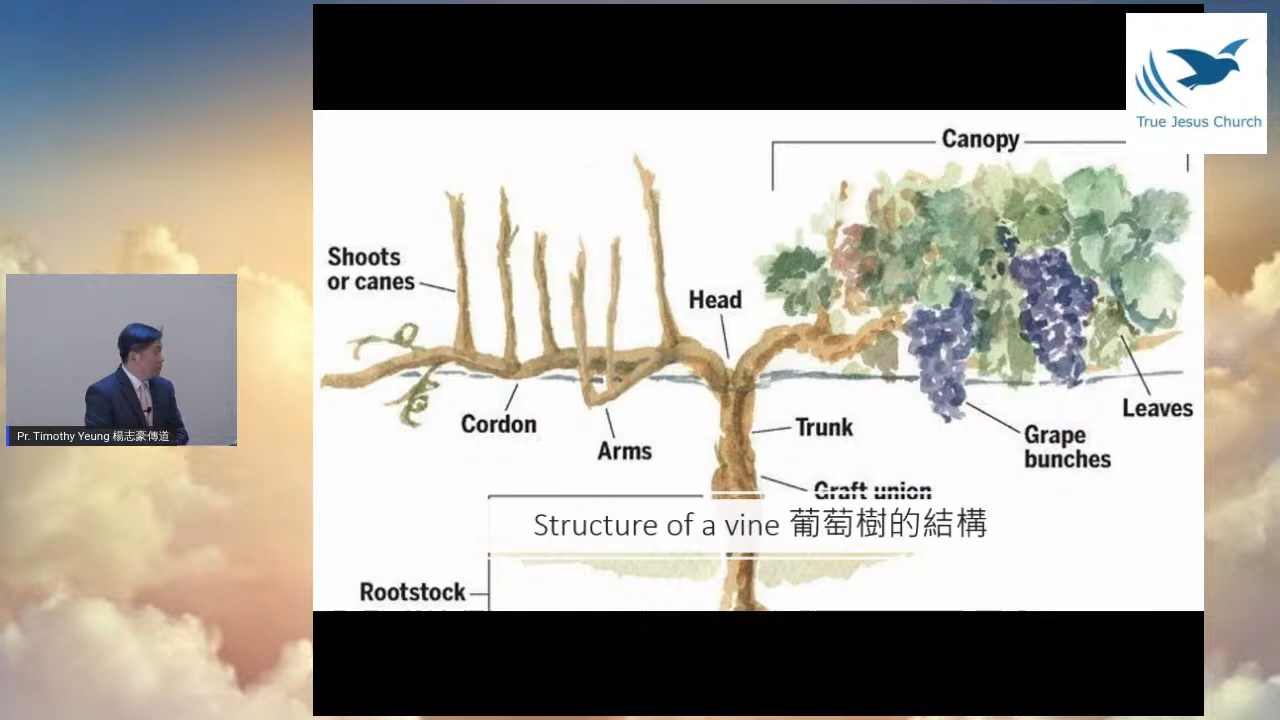 True Jesus Church
Canopy
Shoots
or canes
Head
Cordon
Arms
Trunk
Leaves
Grape
bunches
Graft union
Structure of a vine 葡萄樹的結構
Rootstock
Pr. Timothy Yeung 楊志豪傳道